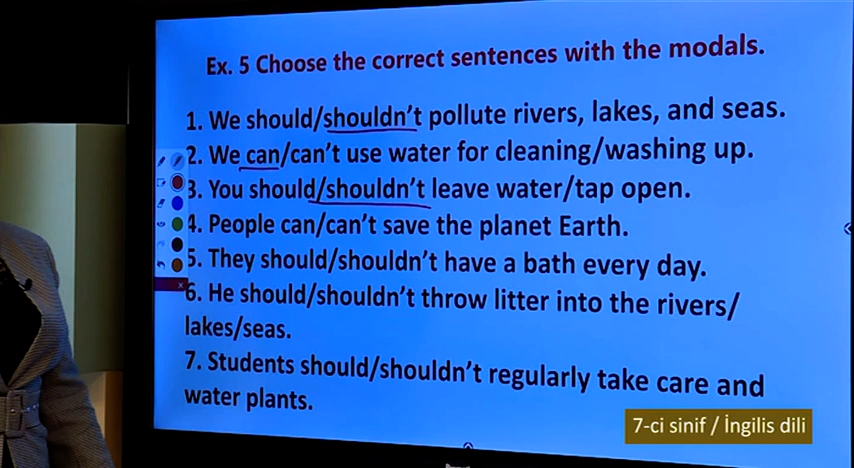 Ex. 5 Choose the correct sentences with the modals.
1. We should/shouldn't pollute rivers, lakes, and seas.
2. We can/can't use water for cleaning/washing up.
3. You should/shouldn't leave water/tap open.
4. People can/can't save the planet Earth.
5. They should/shouldn't have a bath every day.
6. He should/shouldn't throw litter into the rivers/
lakes/seas.
7. Students should/shouldn't regularly take care and
water plants.
7-ci sinif / İngilis dili